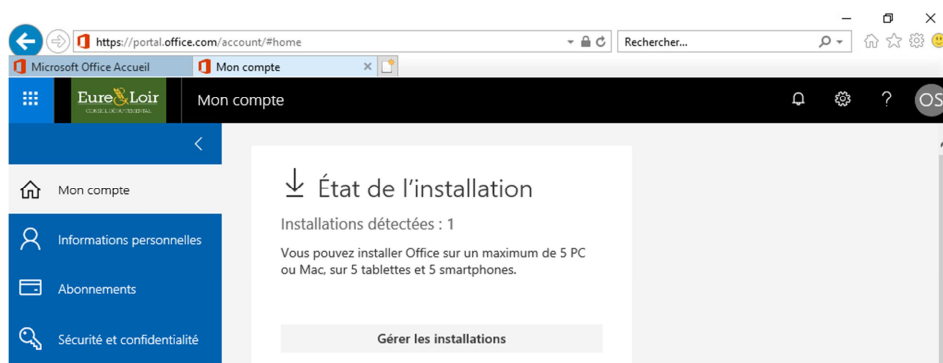 https://portal.office.com/account/#home
Rechercher...
Microsoft Office Accueil
Mon compte
Eure & Loir
Mon compte
?
OS
Mon compte
État de l'installation
Installations détectées : 1
Informations personnelles
Vous pouvez installer Office sur un maximum de 5 PC
ou Mac, sur 5 tablettes et 5 smartphones.
Abonnements
Sécurité et confidentialité
Gérer les installations